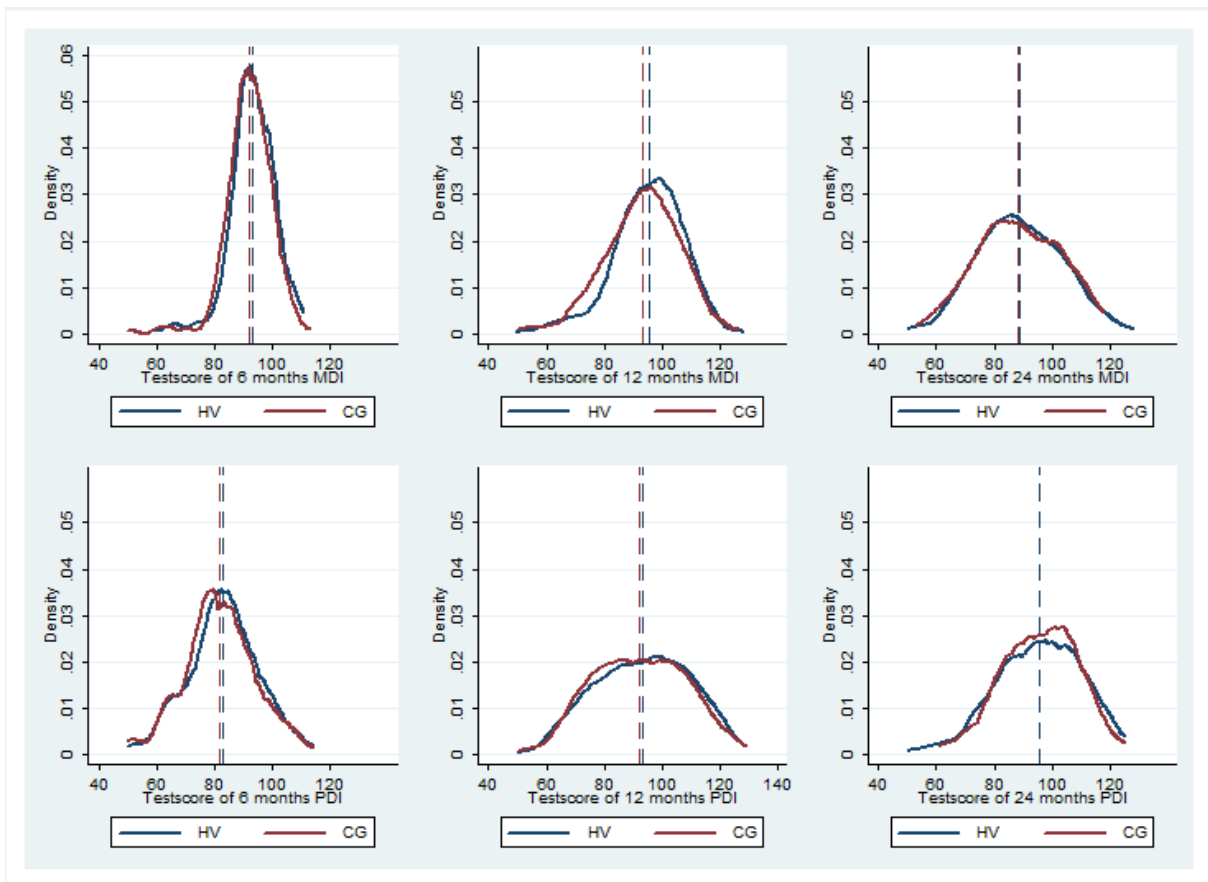 Density
0 .01 .02 .03 .04 .05 .06
40 60 80 100 120
Testscore of 6 months MDI
HV CG
Density
0 .01 .02 .03 .04 .05
40 60 80 100 120
Testscore of 12 months MDI
HV CG
Density
0 .01 .02 .03 .04 .05
40 60 80 100 120
Testscore of 24 months MDI
HV CG
Density
0 .01 .02 .03 .04 .05
40 60 80 100 120
Testscore of 6 months PDI
HV CG
Density
0 .01 .02 .03 .04 .05
40 60 80 100 120 140
Testscore of 12 months PDI
HV CG
Density
0 .01 .02 .03 .04 .05
40 60 80 100 120
Testscore of 24 months PDI
HV CG